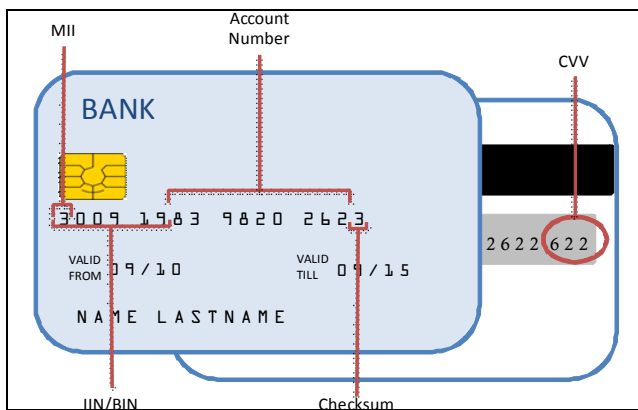 MII
Account
Number
CVV
BANK
3009 1983 9820 2623
2622 622
VALID
FROM 09/10
VALID
TILL 09/15
NAME LASTNAME
IIN/BIN
Checksum